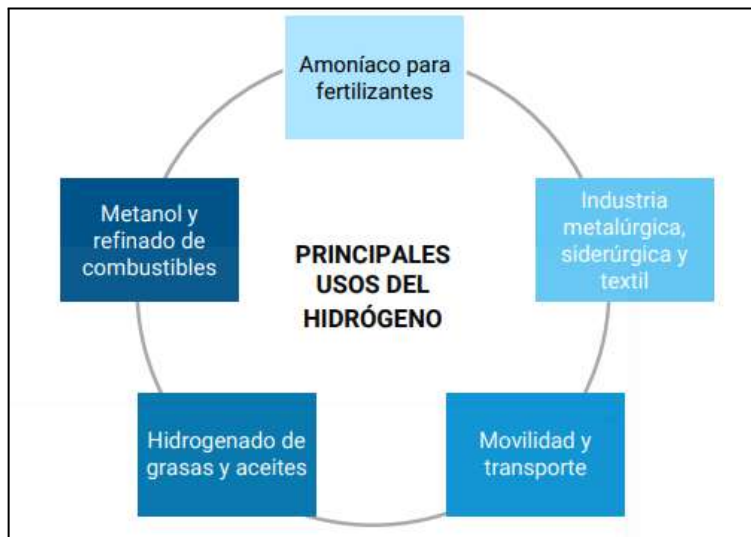 Amoníaco para
fertilizantes
Industria
metalúrgica,
siderúrgica y
textil
Movilidad y
transporte
Hidrogenado de
grasas y aceites
Metanol y
refinado de
combustibles
PRINCIPALES
USOS DEL
HIDRÓGENO